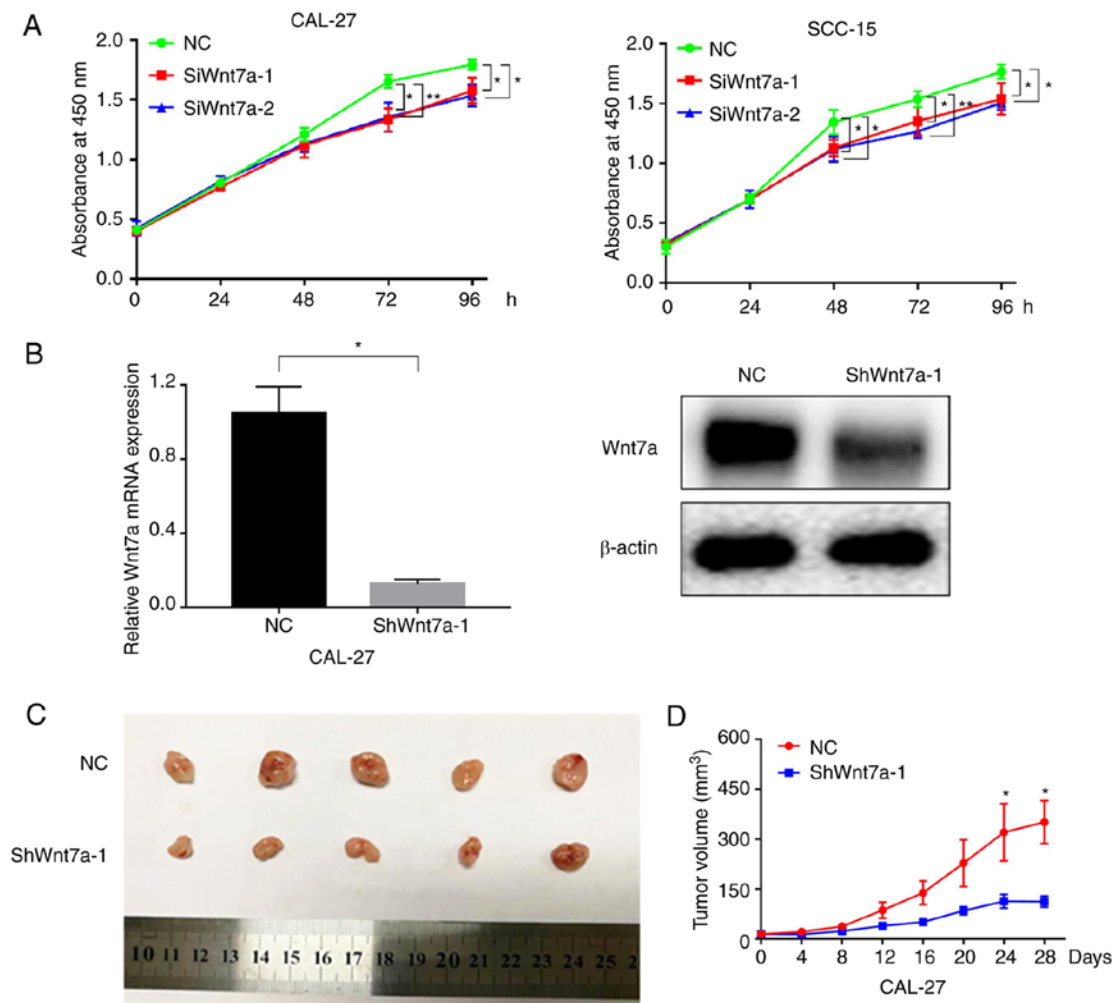 A
CAL-27
NC
SiWnt7a-1
SiWnt7a-2
Absorbance at 450 nm
2.0
1.5
1.0
0.5
0.0
* ** * *
0 24 48 72 96 h
SCC-15
NC
SiWnt7a-1
SiWnt7a-2
Absorbance at 450 nm
2.0
1.5
1.0
0.5
0.0
* * * ** * *
0 24 48 72 96 h
B
*
Relative Wnt7a mRNA expression
1.2
0.8
0.4
0.0
NC ShWnt7a-1
CAL-27
NC ShWnt7a-1
Wnt7a
β-actin
C
NC
ShWnt7a-1
10 11 12 13 14 15 16 17 18 19 20 21 22 23 24 25 2
D
NC
ShWnt7a-1
Tumor volume (mm³)
600
450
300
150
0
* *
0 4 8 12 16 20 24 28 Days
CAL-27